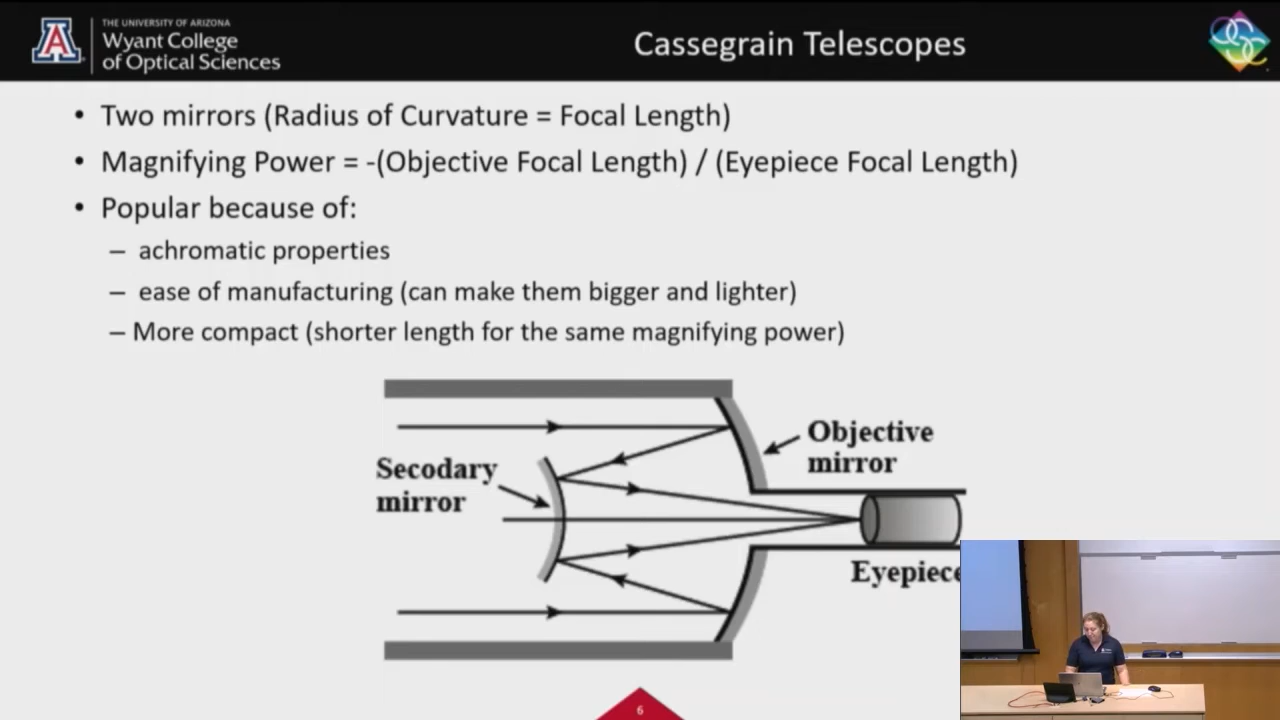 THE UNIVERSITY OF ARIZONA
Wyant College
of Optical Sciences
Cassegrain Telescopes
• Two mirrors (Radius of Curvature = Focal Length)
• Magnifying Power = -(Objective Focal Length) / (Eyepiece Focal Length)
• Popular because of:
– achromatic properties
– ease of manufacturing (can make them bigger and lighter)
– More compact (shorter length for the same magnifying power)
Objective
mirror
Secodary
mirror
Eyepiece
6